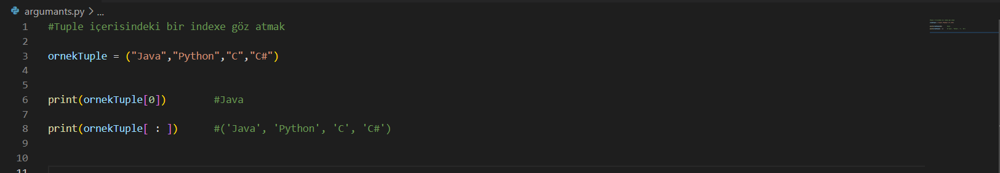 argumants.py > ...
1 #Tuple içerisindeki bir indexe göz atmak
2
3 ornekTuple = ("Java","Python","C","C#")
4
5
6 print(ornekTuple[0]) #Java
7
8 print(ornekTuple[ : ]) #('Java', 'Python', 'C', 'C#')
9
10
11